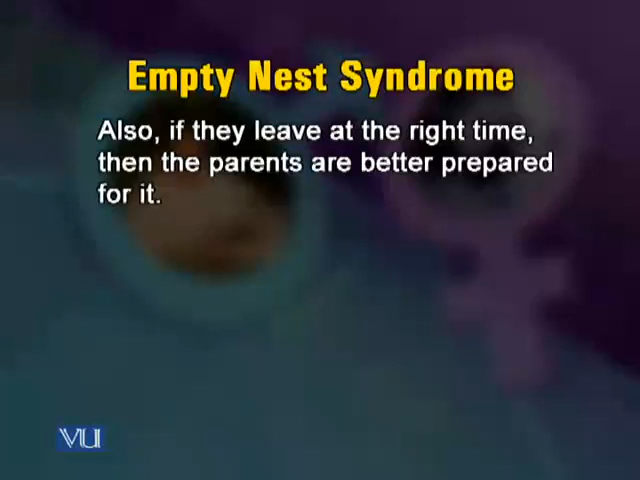 Empty Nest Syndrome
Also, if they leave at the right time,
then the parents are better prepared
for it.
VU